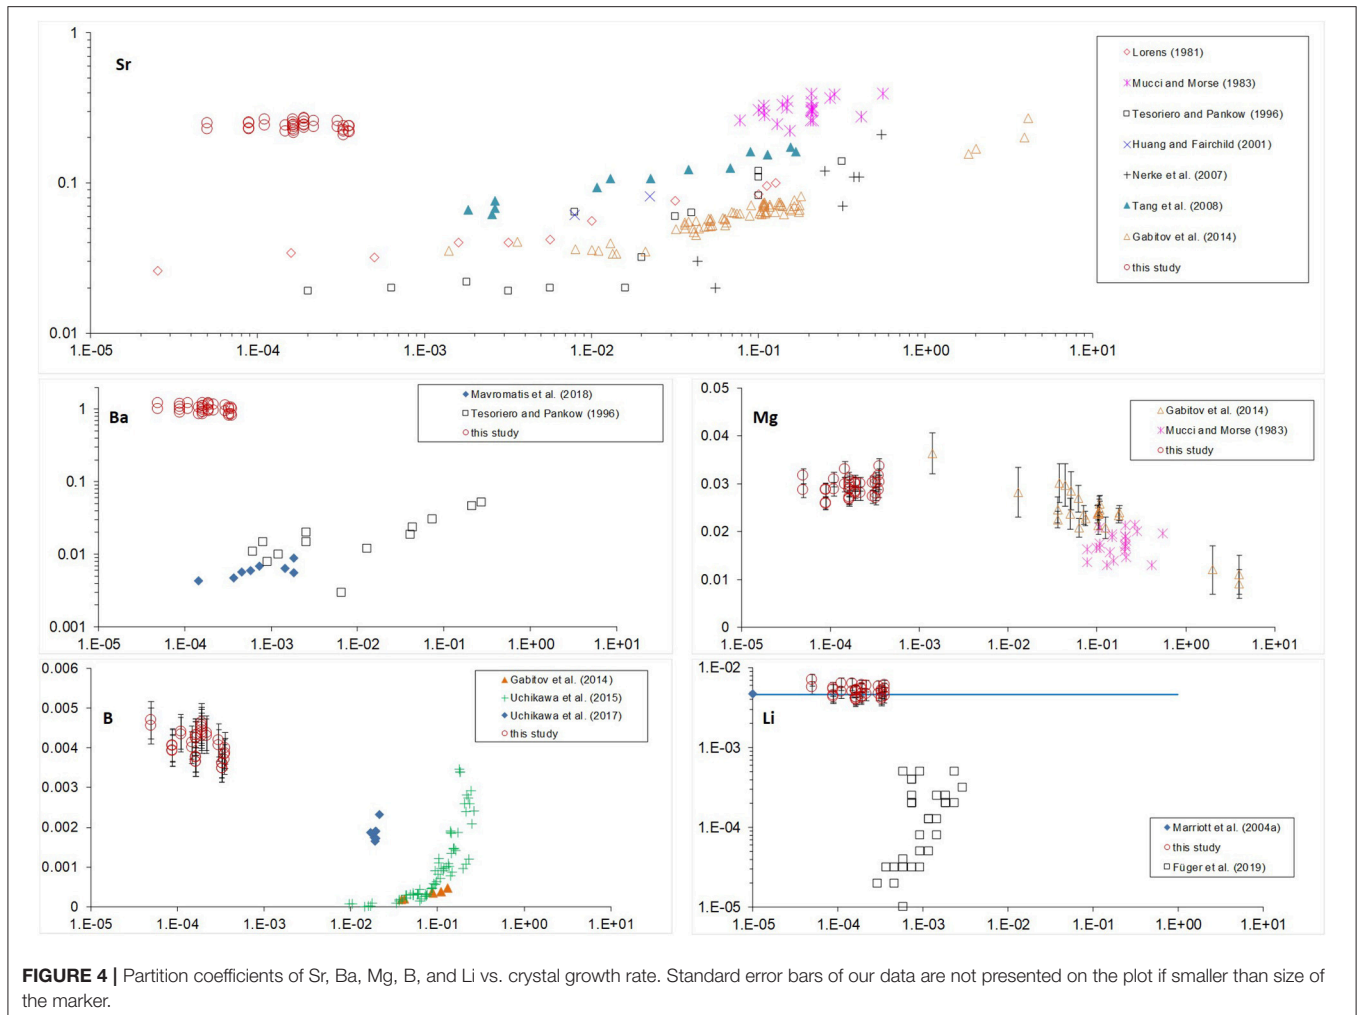 Sr
1
0.1
0.01
1.E-05 1.E-04 1.E-03 1.E-02 1.E-01 1.E+00 1.E+01
Lorens (1981)
Mucci and Morse (1983)
Tesoriero and Pankow (1996)
Huang and Fairchild (2001)
Nerke et al. (2007)
Tang et al. (2008)
Gabitov et al. (2014)
this study
Ba
1
0.1
0.01
0.001
1.E-05 1.E-04 1.E-03 1.E-02 1.E-01 1.E+00 1.E+01
Mavromatis et al. (2018)
Tesoriero and Pankow (1996)
this study
Mg
0.05
0.04
0.03
0.02
0.01
0
1.E-05 1.E-04 1.E-03 1.E-02 1.E-01 1.E+00 1.E+01
Gabitov et al. (2014)
Mucci and Morse (1983)
this study
B
0.006
0.005
0.004
0.003
0.002
0.001
0
1.E-05 1.E-04 1.E-03 1.E-02 1.E-01 1.E+00 1.E+01
Gabitov et al. (2014)
Uchikawa et al. (2015)
Uchikawa et al. (2017)
this study
Li
1.E-02
1.E-03
1.E-04
1.E-05
1.E-05 1.E-04 1.E-03 1.E-02 1.E-01 1.E+00 1.E+01
Marriott et al. (2004a)
this study
Füger et al. (2019)
FIGURE 4 | Partition coefficients of Sr, Ba, Mg, B, and Li vs. crystal growth rate. Standard error bars of our data are not presented on the plot if smaller than size of
the marker.